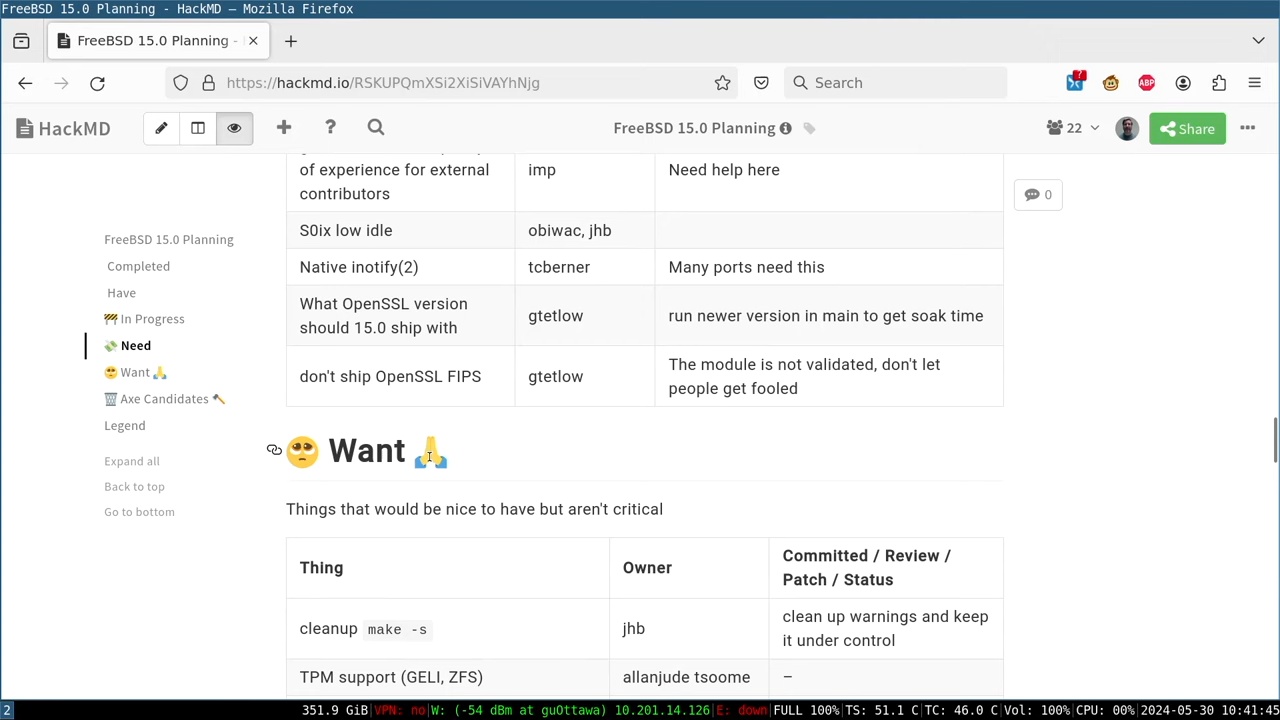 FreeBSD 15.0 Planning - HackMD — Mozilla Firefox
FreeBSD 15.0 Planning -
https://hackmd.io/RSKUPQmXSi2XiSiVAYhNjg
Search
?
ABP
HackMD
?
FreeBSD 15.0 Planning
22
Share
FreeBSD 15.0 Planning
Completed
Have
🚧 In Progress
💸 Need
🥺 Want 🙏
🗑️ Axe Candidates 🪓
Legend
Expand all
Back to top
Go to bottom
of experience for external
contributors
imp
Need help here
S0ix low idle
obiwac, jhb
Native inotify(2)
tcberner
Many ports need this
What OpenSSL version
should 15.0 ship with
gtetlow
run newer version in main to get soak time
don't ship OpenSSL FIPS
gtetlow
The module is not validated, don't let
people get fooled
0
🥺 Want 🙏
Things that would be nice to have but aren't critical
Thing
Owner
Committed / Review /
Patch / Status
cleanup make -s
jhb
clean up warnings and keep
it under control
TPM support (GELI, ZFS)
allanjude tsoome
–
2
351.9 GiB|VPN: no|W: (-54 dBm at guOttawa) 10.201.14.126|E: down|FULL 100%|TS: 51.1 C|TC: 46.0 C|Vol: 100%|CPU: 00%|2024-05-30 10:41:45